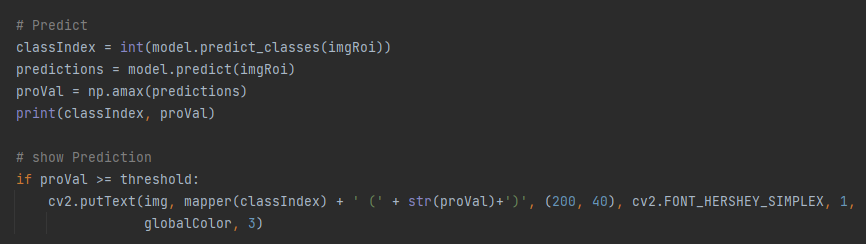 # Predict
classIndex = int(model.predict_classes(imgRoi))
predictions = model.predict(imgRoi)
proVal = np.amax(predictions)
print(classIndex, proVal)
# show Prediction
if proVal >= threshold:
cv2.putText(img, mapper(classIndex) + ' (' + str(proVal)+')', (200, 40), cv2.FONT_HERSHEY_SIMPLEX, 1,
globalColor, 3)